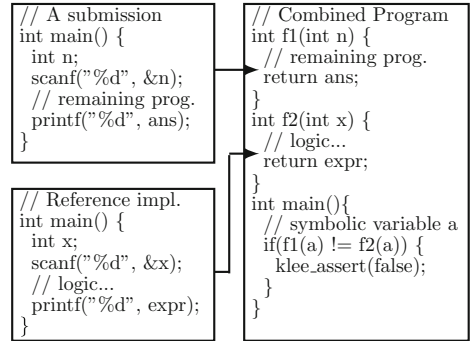 // A submission
int main() {
int n;
scanf("%d", &n);
// remaining prog.
printf("%d", ans);
}
// Reference impl.
int main() {
int x;
scanf("%d", &x);
// logic...
printf("%d", expr);
}
// Combined Program
int f1(int n) {
// remaining prog.
return ans;
}
int f2(int x) {
// logic...
return expr;
}
int main(){
// symbolic variable a
if(f1(a) != f2(a)) {
klee_assert(false);
}
}